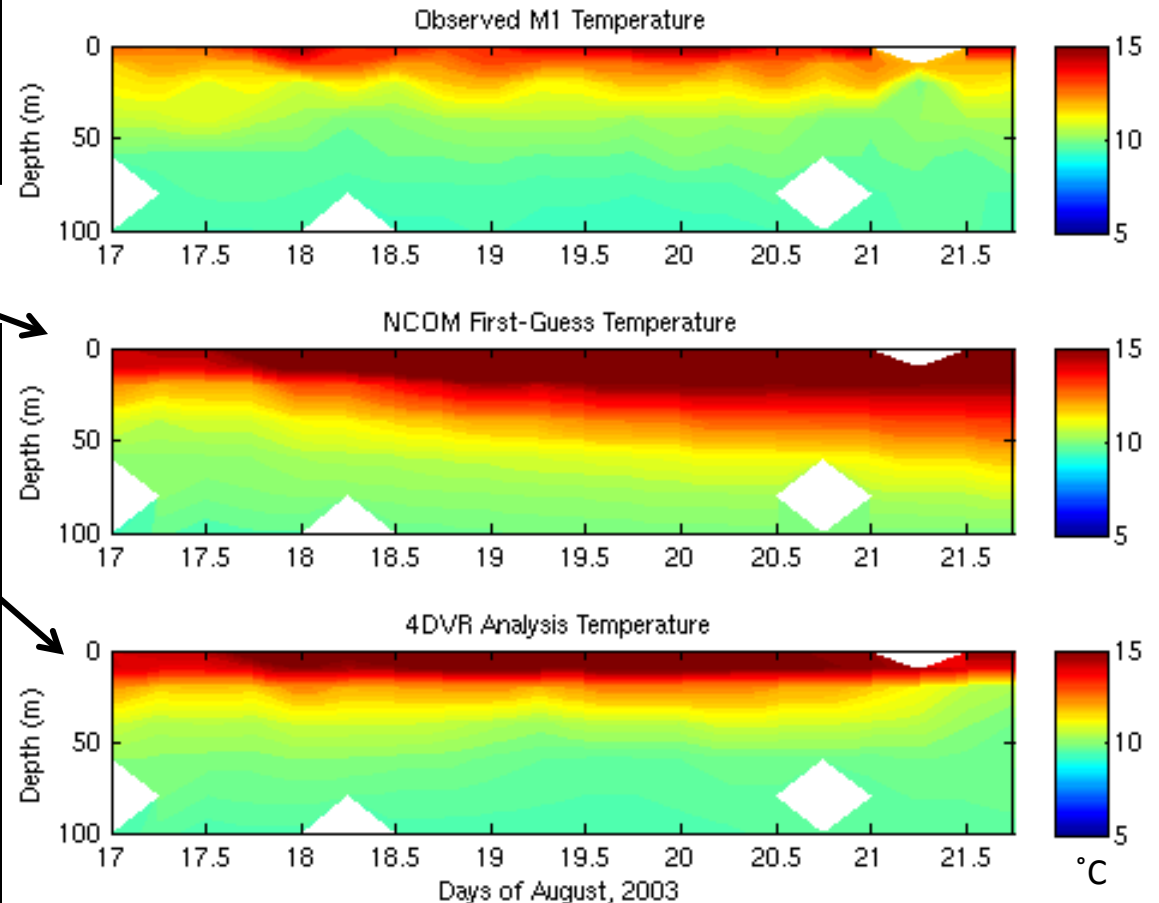 Observed M1 Temperature
Depth (m)
0
50
100
17 17.5 18 18.5 19 19.5 20 20.5 21 21.5
15
10
5
NCOM First-Guess Temperature
Depth (m)
0
50
100
17 17.5 18 18.5 19 19.5 20 20.5 21 21.5
15
10
5
4DVR Analysis Temperature
Depth (m)
0
50
100
17 17.5 18 18.5 19 19.5 20 20.5 21 21.5
15
10
5
Days of August, 2003
˚C